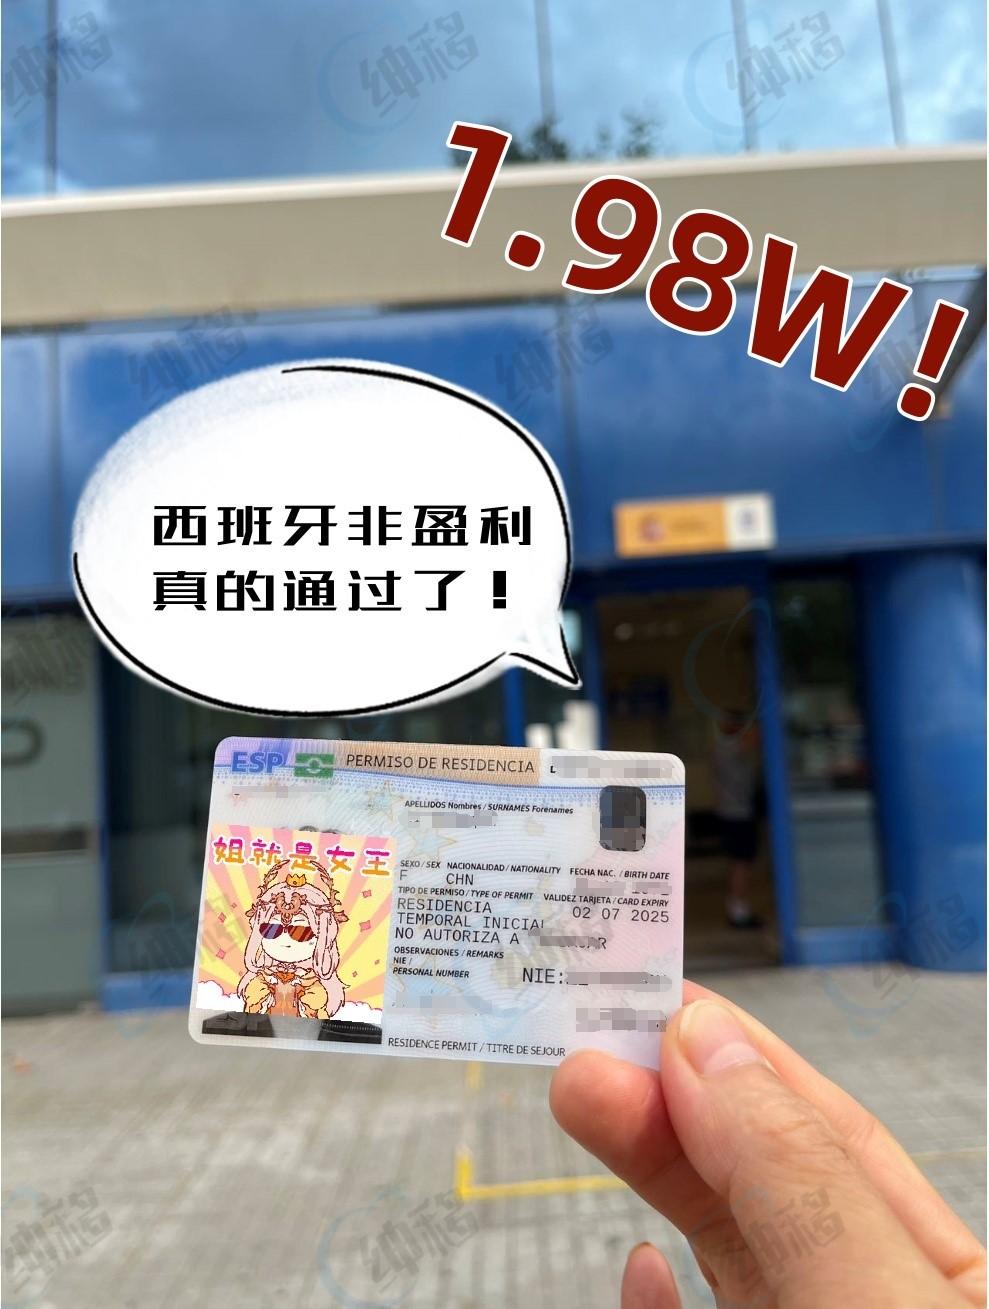 1.98W!
西班牙非盈利
真的通过了！
ESP PERMISO DE RESIDENCIA
APELLIDOS Nombres / SURNAMES Forenames
姐就是女王
SEXO / SEX NACIONALIDAD / NATIONALITY FECHA NAC. / BIRTH DATE
F CHN
TIPO DE PERMISO / TYPE OF PERMIT VALIDEZ TARJETA / CARD EXPIRY
RESIDENCIA 02 07 2025
TEMPORAL INICIAL
NO AUTORIZA A
OBSERVACIONES / REMARKS
NIE /
PERSONAL NUMBER NIE:
RESIDENCE PERMIT / TITRE DE SEJOUR
绅移